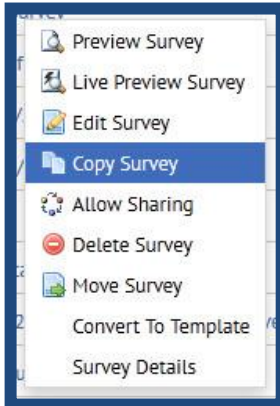 Preview Survey
Live Preview Survey
Edit Survey
Copy Survey
Allow Sharing
Delete Survey
Move Survey
Convert To Template
Survey Details